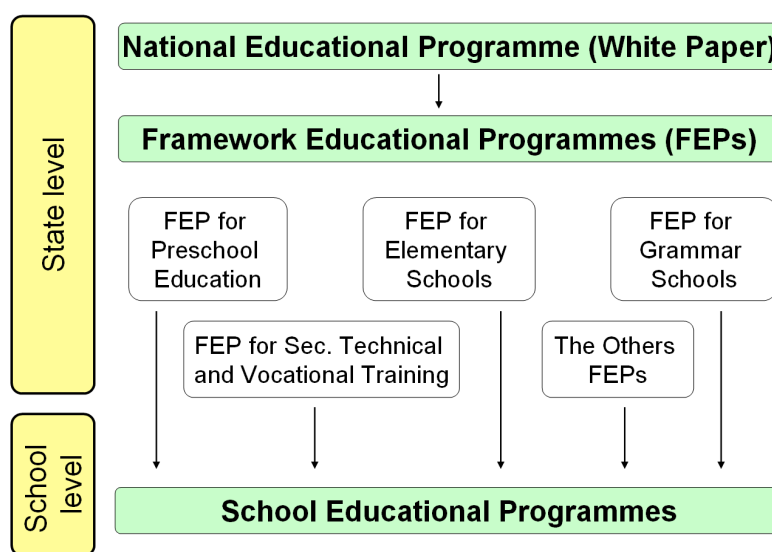 State level
National Educational Programme (White Paper)
Framework Educational Programmes (FEPs)
FEP for
Preschool
Education
FEP for
Elementary
Schools
FEP for
Grammar
Schools
FEP for Sec. Technical
and Vocational Training
The Others
FEPs
School
level
School Educational Programmes